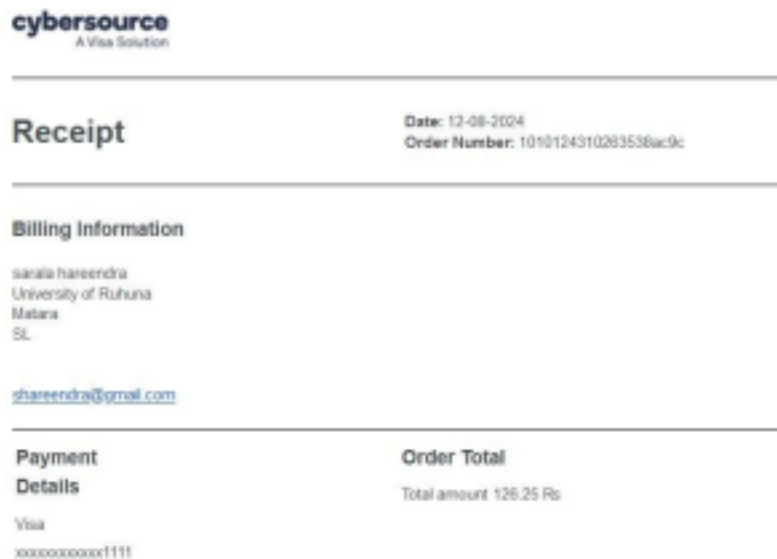 cybersource
A Visa Solution
Receipt
Date: 12-08-2024
Order Number: 1010124310263538ac9c
Billing Information
sarala hareendra
University of Ruhuna
Matara
SL
shareendra@gmail.com
Payment
Details
Order Total
Total amount 126.25 Rs
Visa
xxxxxxxxxxxx1111